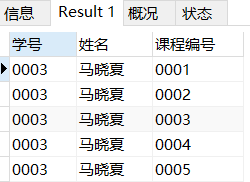 信息 Result 1 概况 状态
学号 姓名 课程编号
0003 马晓夏 0001
0003 马晓夏 0002
0003 马晓夏 0003
0003 马晓夏 0004
0003 马晓夏 0005